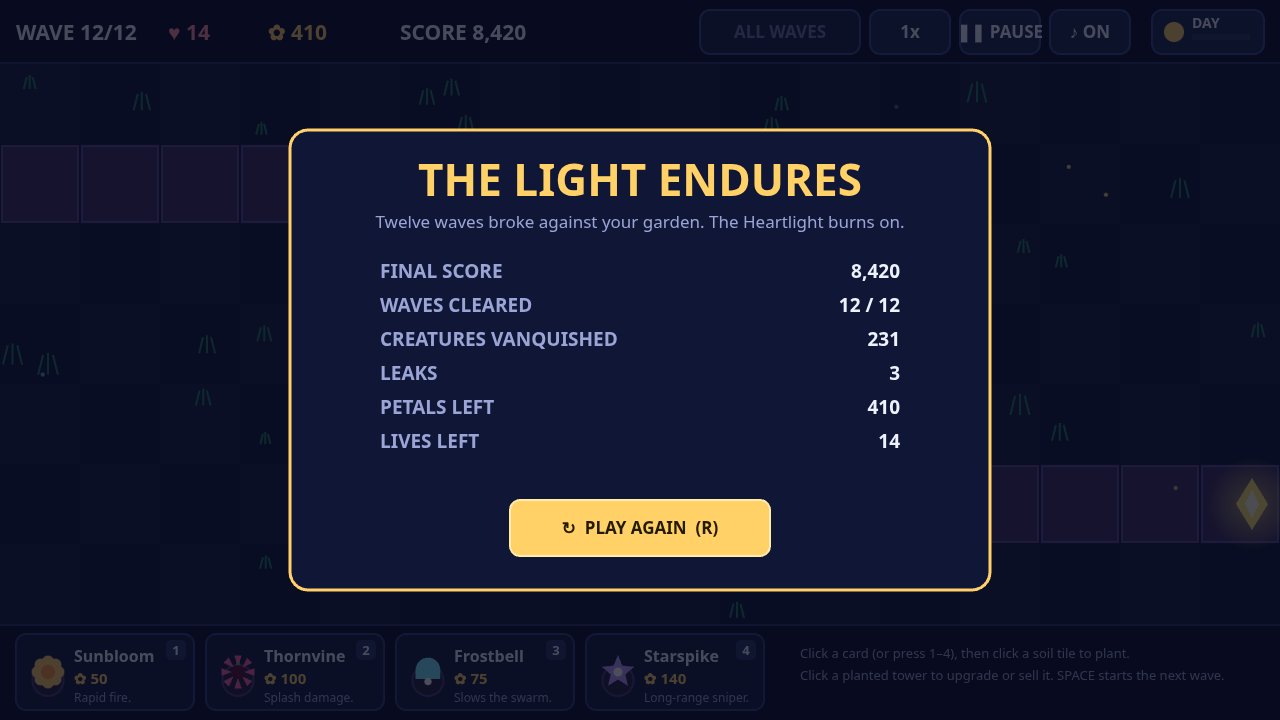 WAVE 12/12 ♥ 14 ✿ 410 SCORE 8,420 ALL WAVES 1x ❚❚ PAUSE ♪ ON DAY
THE LIGHT ENDURES
Twelve waves broke against your garden. The Heartlight burns on.
FINAL SCORE 8,420
WAVES CLEARED 12 / 12
CREATURES VANQUISHED 231
LEAKS 3
PETALS LEFT 410
LIVES LEFT 14
↻ PLAY AGAIN (R)
Sunbloom 1
✿ 50
Rapid fire.
Thornvine 2
✿ 100
Splash damage.
Frostbell 3
✿ 75
Slows the swarm.
Starspike 4
✿ 140
Long-range sniper.
Click a card (or press 1–4), then click a soil tile to plant.
Click a planted tower to upgrade or sell it. SPACE starts the next wave.